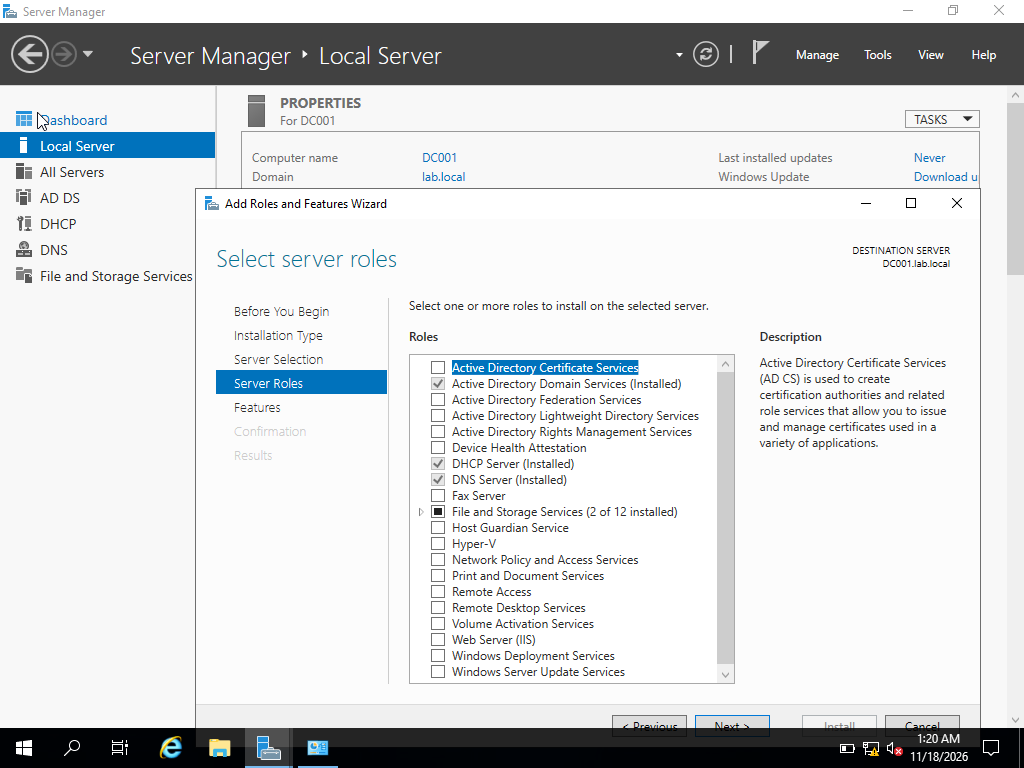 Server Manager
Server Manager ‣ Local Server
Manage Tools View Help
Dashboard
Local Server
All Servers
AD DS
DHCP
DNS
File and Storage Services
PROPERTIES
For DC001
TASKS
Computer name DC001 Last installed updates Never
Domain lab.local Windows Update Download u
Add Roles and Features Wizard
Select server roles
DESTINATION SERVER
DC001.lab.local
Before You Begin
Installation Type
Server Selection
Server Roles
Features
Confirmation
Results
Select one or more roles to install on the selected server.
Roles
Active Directory Certificate Services
Active Directory Domain Services (Installed)
Active Directory Federation Services
Active Directory Lightweight Directory Services
Active Directory Rights Management Services
Device Health Attestation
DHCP Server (Installed)
DNS Server (Installed)
Fax Server
File and Storage Services (2 of 12 installed)
Host Guardian Service
Hyper-V
Network Policy and Access Services
Print and Document Services
Remote Access
Remote Desktop Services
Volume Activation Services
Web Server (IIS)
Windows Deployment Services
Windows Server Update Services
Description
Active Directory Certificate Services
(AD CS) is used to create
certification authorities and related
role services that allow you to issue
and manage certificates used in a
variety of applications.
< Previous Next > Install Cancel
1:20 AM
11/18/2026